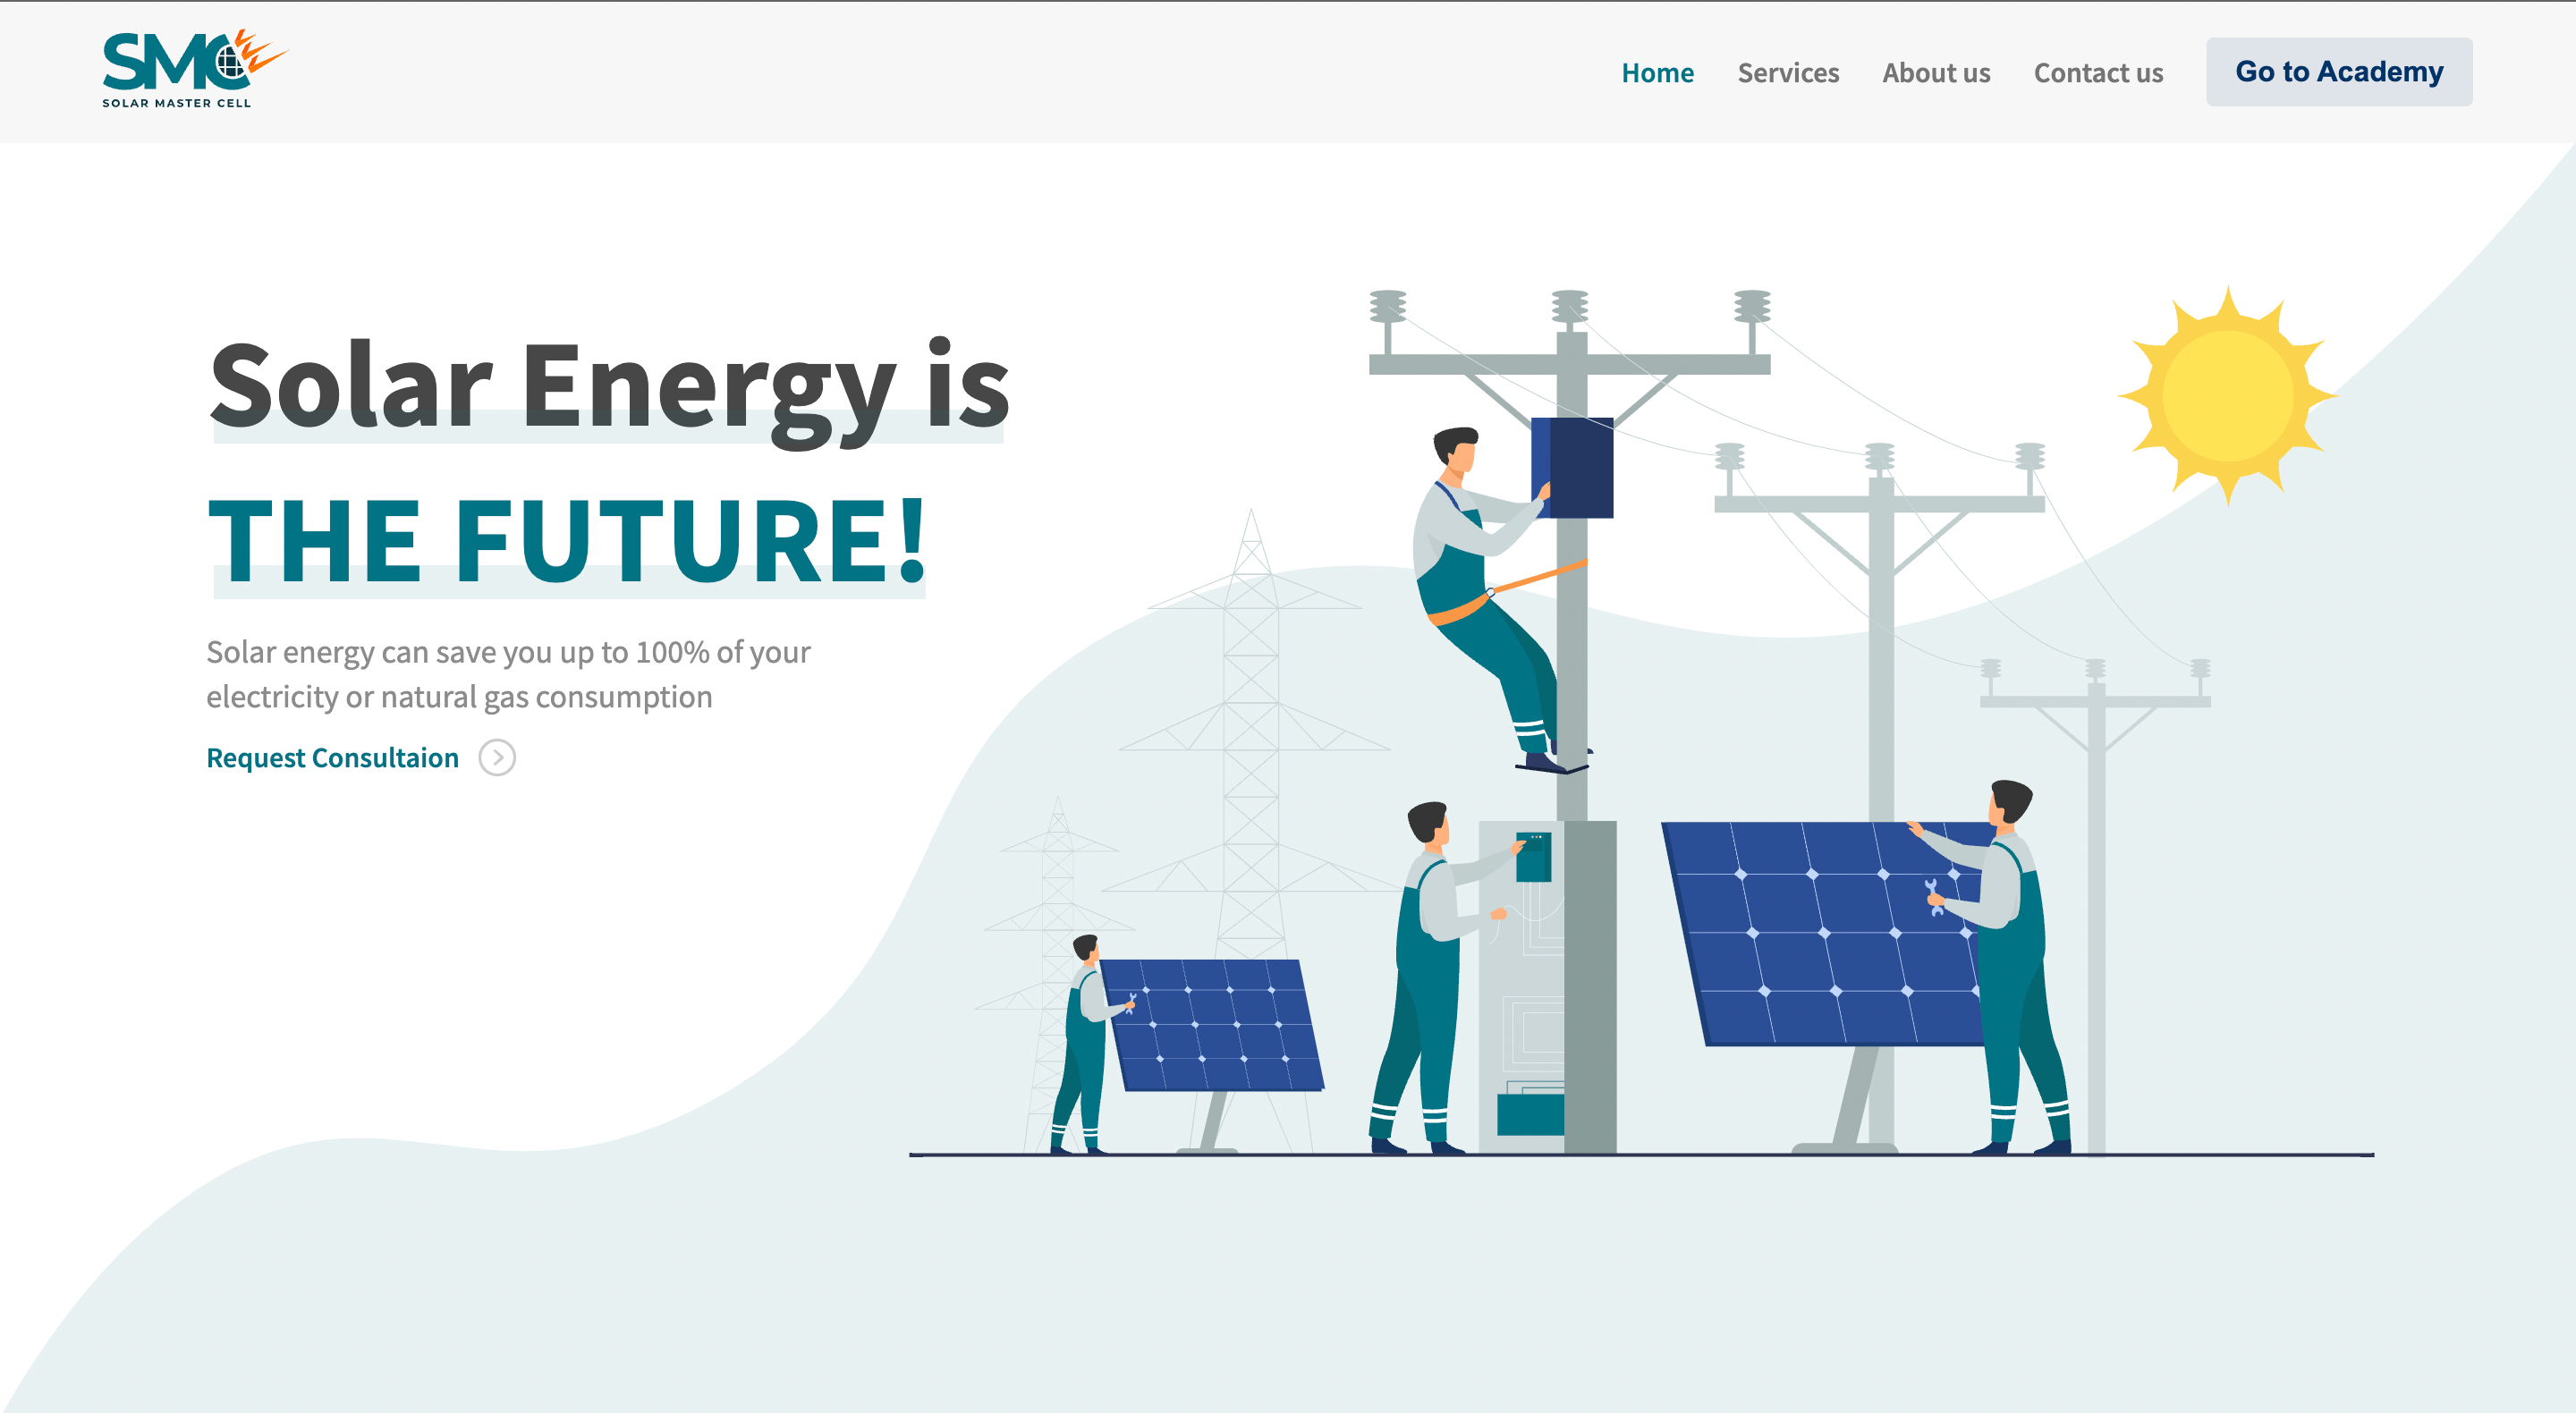 SMC
SOLAR MASTER CELL
Home Services About us Contact us Go to Academy
Solar Energy is
THE FUTURE!
Solar energy can save you up to 100% of your
electricity or natural gas consumption
Request Consultaion